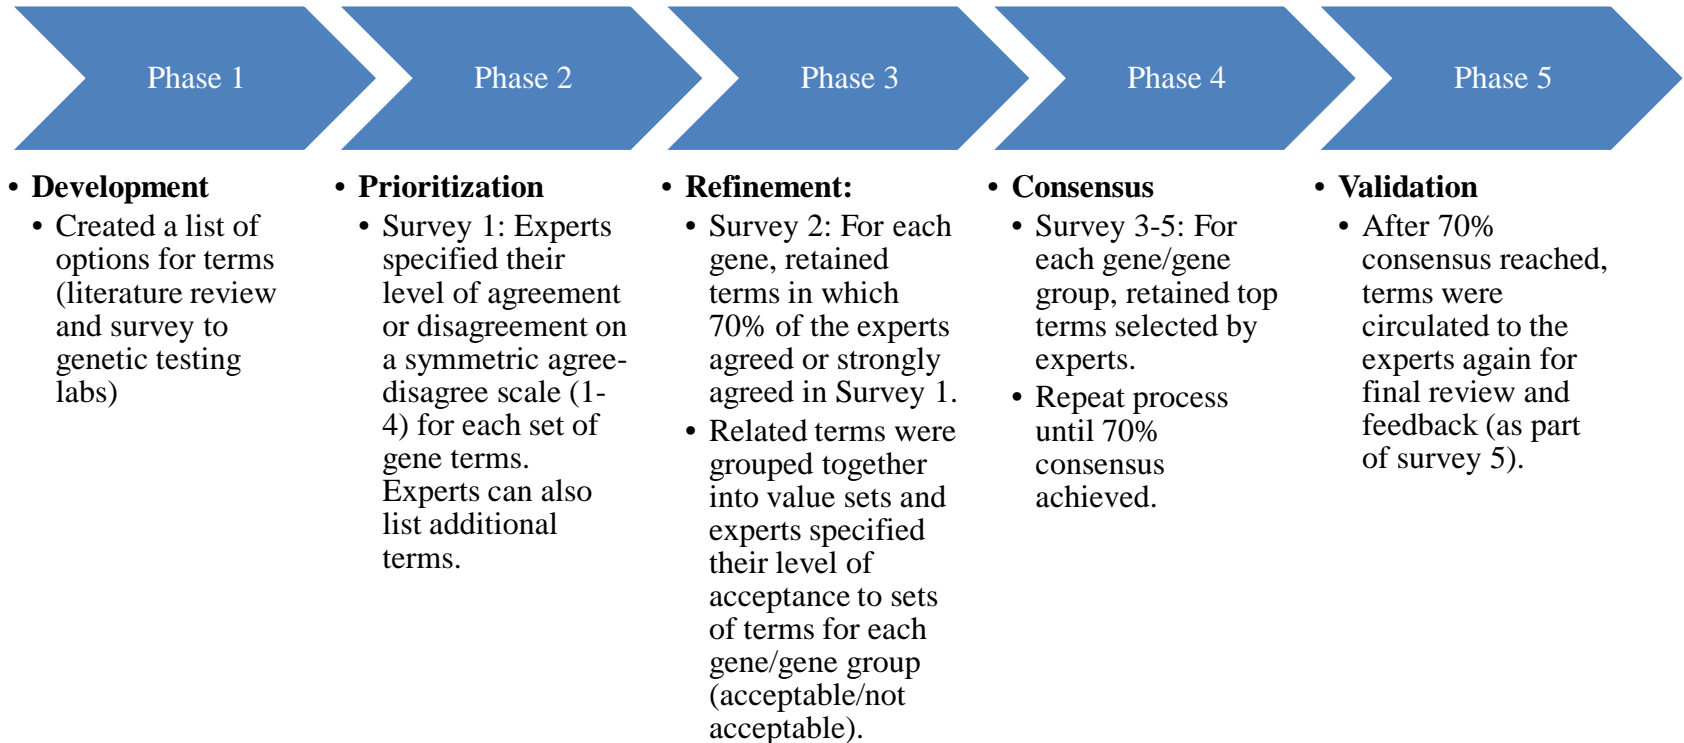 Phase 1
Phase 2
Phase 3
Phase 4
Phase 5
• Development
• Created a list of
options for terms
(literature review
and survey to
genetic testing
labs)
• Prioritization
• Survey 1: Experts
specified their
level of agreement
or disagreement on
a symmetric agree-
disagree scale (1-
4) for each set of
gene terms.
Experts can also
list additional
terms.
• Refinement:
• Survey 2: For each
gene, retained
terms in which
70% of the experts
agreed or strongly
agreed in Survey 1.
• Related terms were
grouped together
into value sets and
experts specified
their level of
acceptance to sets
of terms for each
gene/gene group
(acceptable/not
acceptable).
• Consensus
• Survey 3-5: For
each gene/gene
group, retained top
terms selected by
experts.
• Repeat process
until 70%
consensus
achieved.
• Validation
• After 70%
consensus reached,
terms were
circulated to the
experts again for
final review and
feedback (as part
of survey 5).